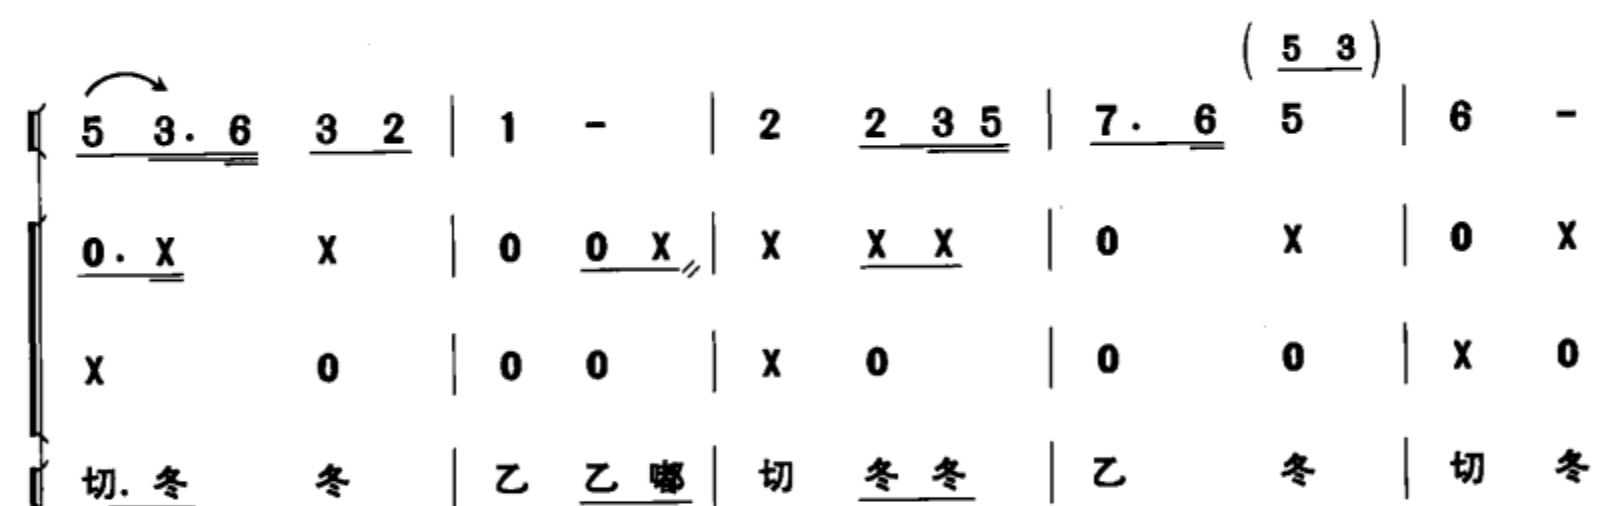 ( 5 3 )
5 3. 6 3 2 | 1 - | 2 2 3 5 | 7. 6 5 | 6 -
0. X X | 0 0 X | X X X | 0 X | 0 X
X 0 | 0 0 | X 0 | 0 0 | X 0
切. 冬 冬 | 乙 乙 嘟 | 切 冬 冬 | 乙 冬 | 切 冬